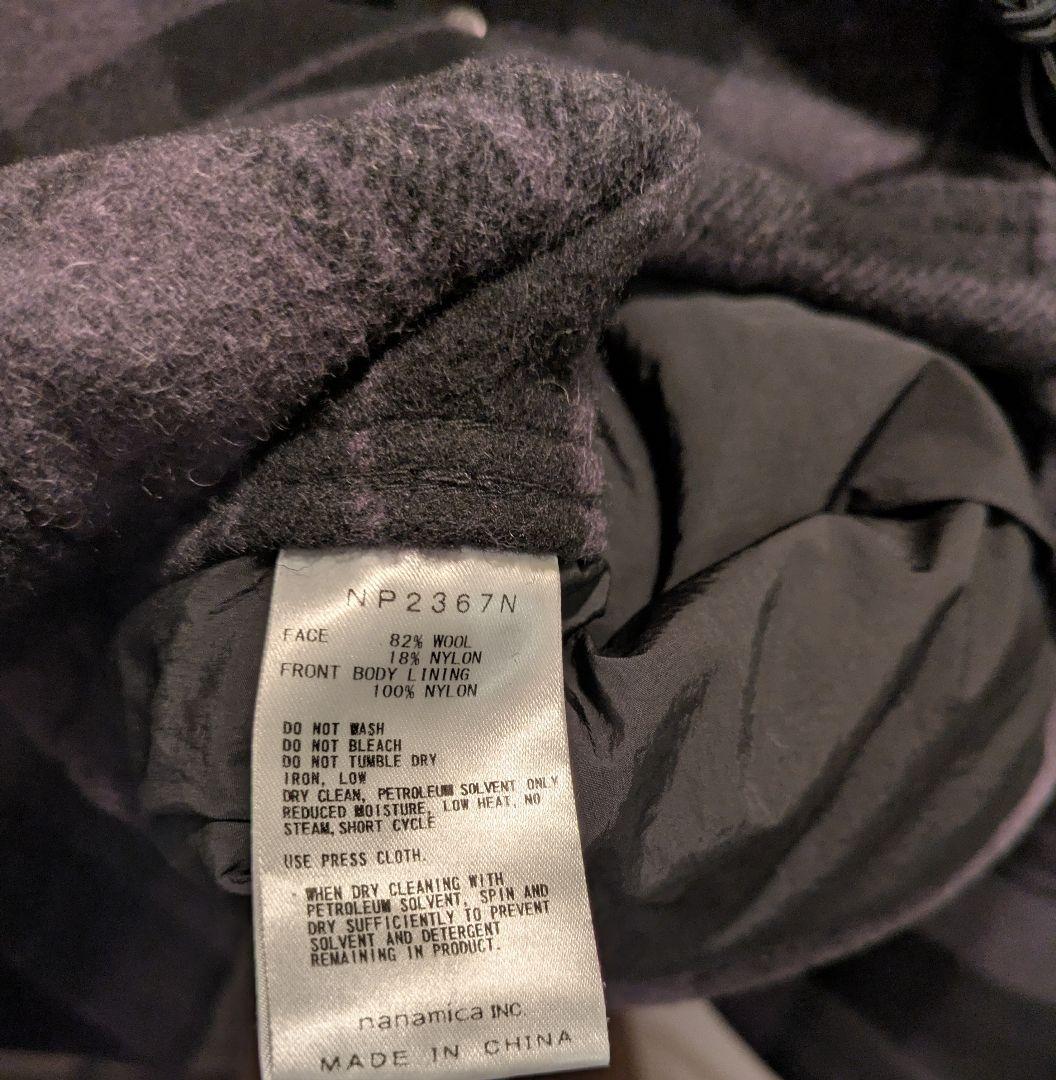 NP2367N
FACE 82% WOOL
18% NYLON
FRONT BODY LINING
100% NYLON
DO NOT WASH
DO NOT BLEACH
DO NOT TUMBLE DRY
IRON, LOW
DRY CLEAN, PETROLEUM SOLVENT ONLY
REDUCED MOISTURE, LOW HEAT, NO
STEAM, SHORT CYCLE
USE PRESS CLOTH.
・WHEN DRY CLEANING WITH
PETROLEUM SOLVENT, SPIN AND
DRY SUFFICIENTLY TO PREVENT
SOLVENT AND DETERGENT
REMAINING IN PRODUCT.
nanamica INC.
MADE IN CHINA